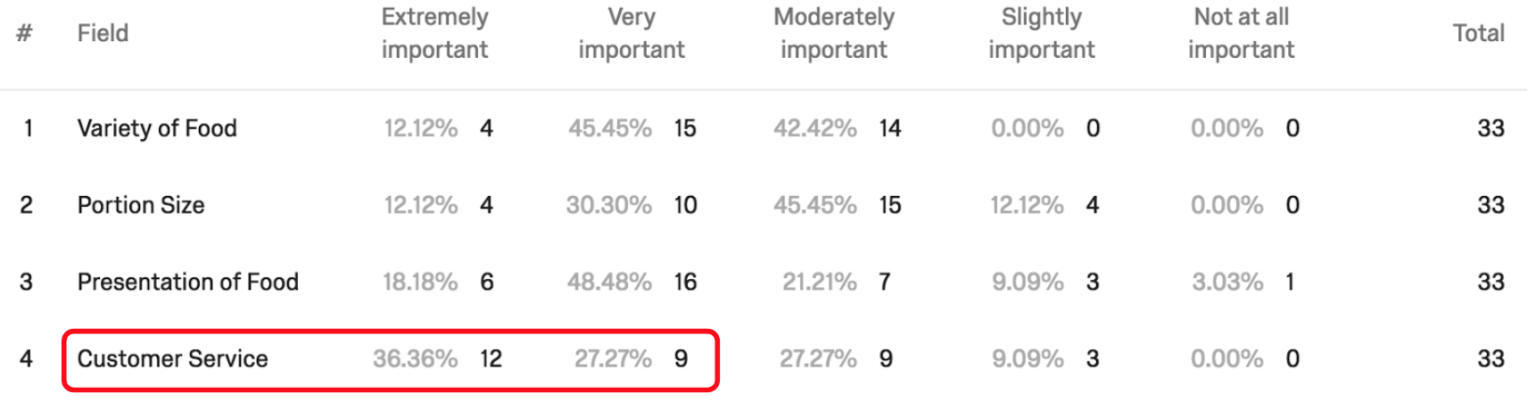 # Field Extremely important Very important Moderately important Slightly important Not at all important Total
1 Variety of Food 12.12% 4 45.45% 15 42.42% 14 0.00% 0 0.00% 0 33
2 Portion Size 12.12% 4 30.30% 10 45.45% 15 12.12% 4 0.00% 0 33
3 Presentation of Food 18.18% 6 48.48% 16 21.21% 7 9.09% 3 3.03% 1 33
4 Customer Service 36.36% 12 27.27% 9 27.27% 9 9.09% 3 0.00% 0 33